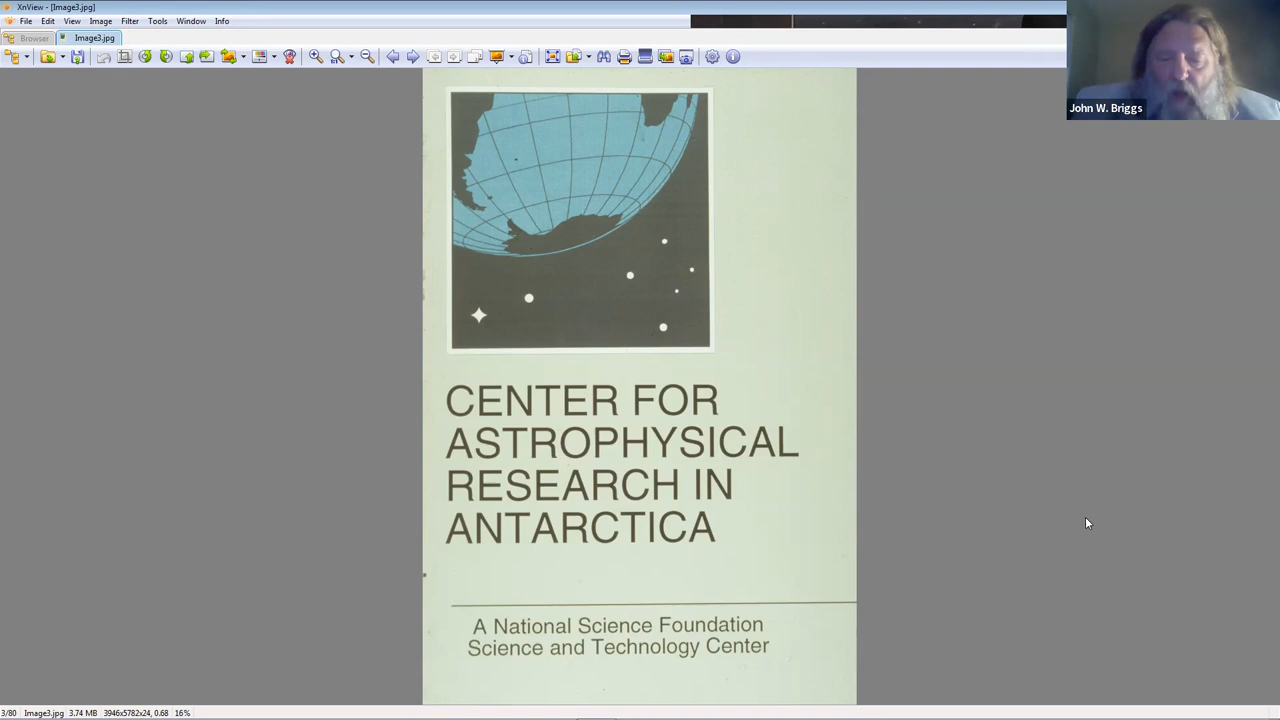 XnView - [Image3.jpg]
File Edit View Image Filter Tools Window Info
Browser Image3.jpg
John W. Briggs
CENTER FOR
ASTROPHYSICAL
RESEARCH IN
ANTARCTICA
A National Science Foundation
Science and Technology Center
3/80 Image3.jpg 3.74 MB 3946x5782x24, 0.68 16%